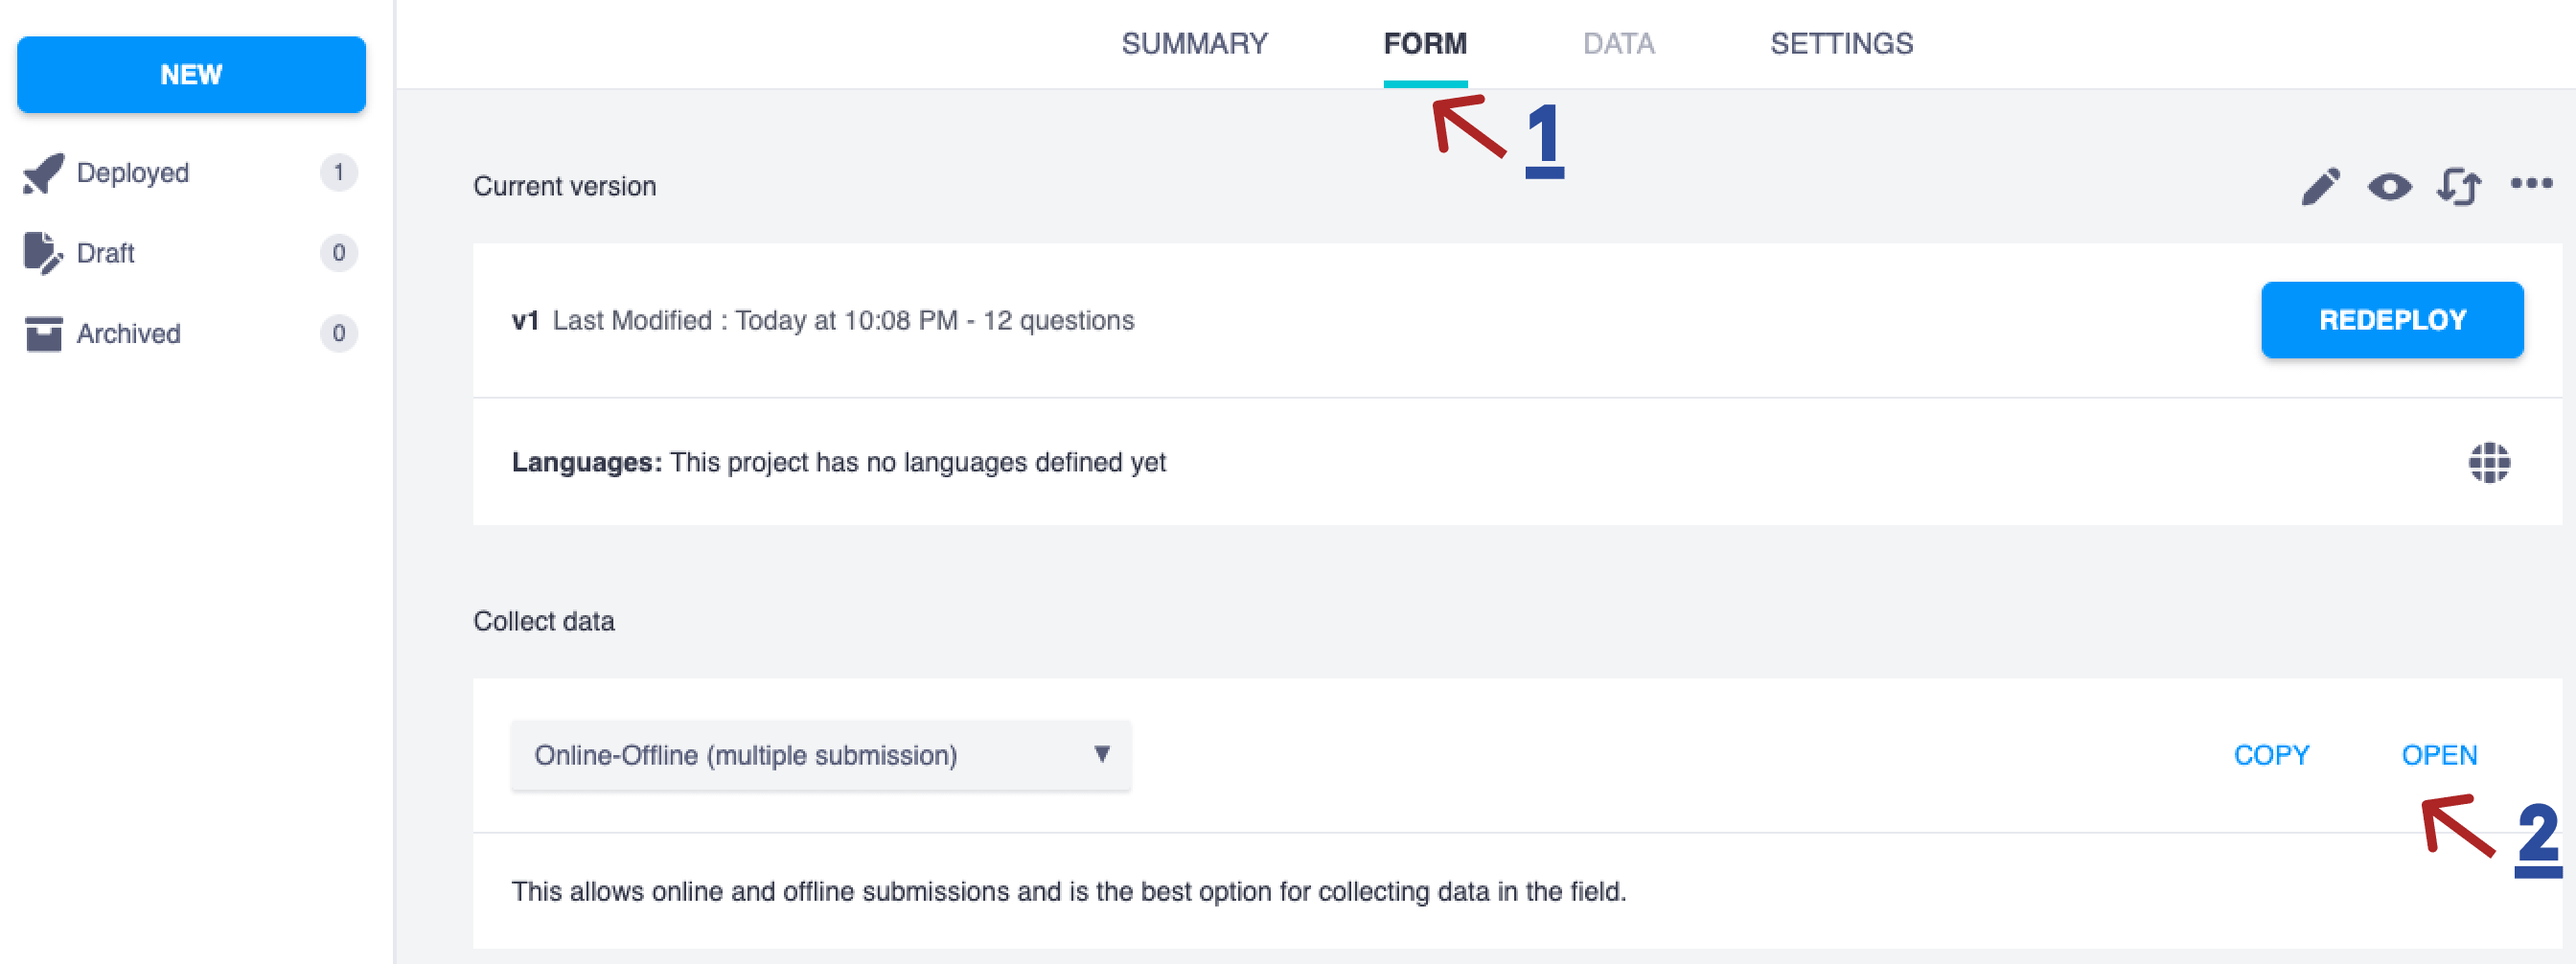 NEW
Deployed 1
Draft 0
Archived 0
SUMMARY FORM DATA SETTINGS
1
Current version
v1 Last Modified : Today at 10:08 PM - 12 questions
REDEPLOY
Languages: This project has no languages defined yet
Collect data
Online-Offline (multiple submission)
COPY OPEN
2
This allows online and offline submissions and is the best option for collecting data in the field.